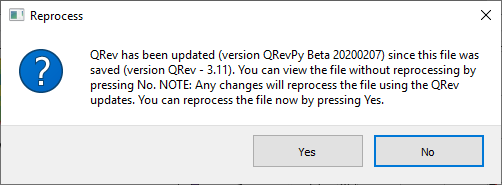 Reprocess
QRev has been updated (version QRevPy Beta 20200207) since this file was
saved (version QRev - 3.11). You can view the file without reprocessing by
pressing No. NOTE: Any changes will reprocess the file using the QRev
updates. You can reprocess the file now by pressing Yes.
Yes
No